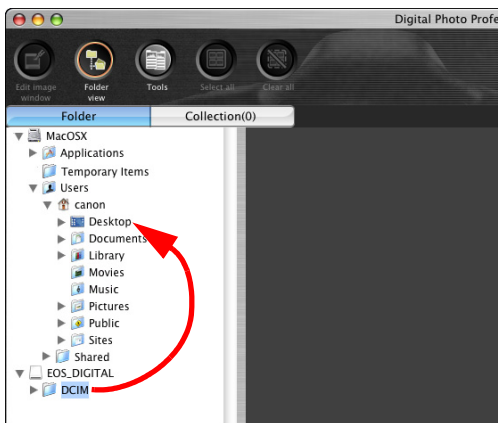 Digital Photo Profe
Edit image window
Folder view
Tools
Select all
Clear all
Folder
Collection(0)
MacOSX
Applications
Temporary Items
Users
canon
Desktop
Documents
Library
Movies
Music
Pictures
Public
Sites
Shared
EOS_DIGITAL
DCIM